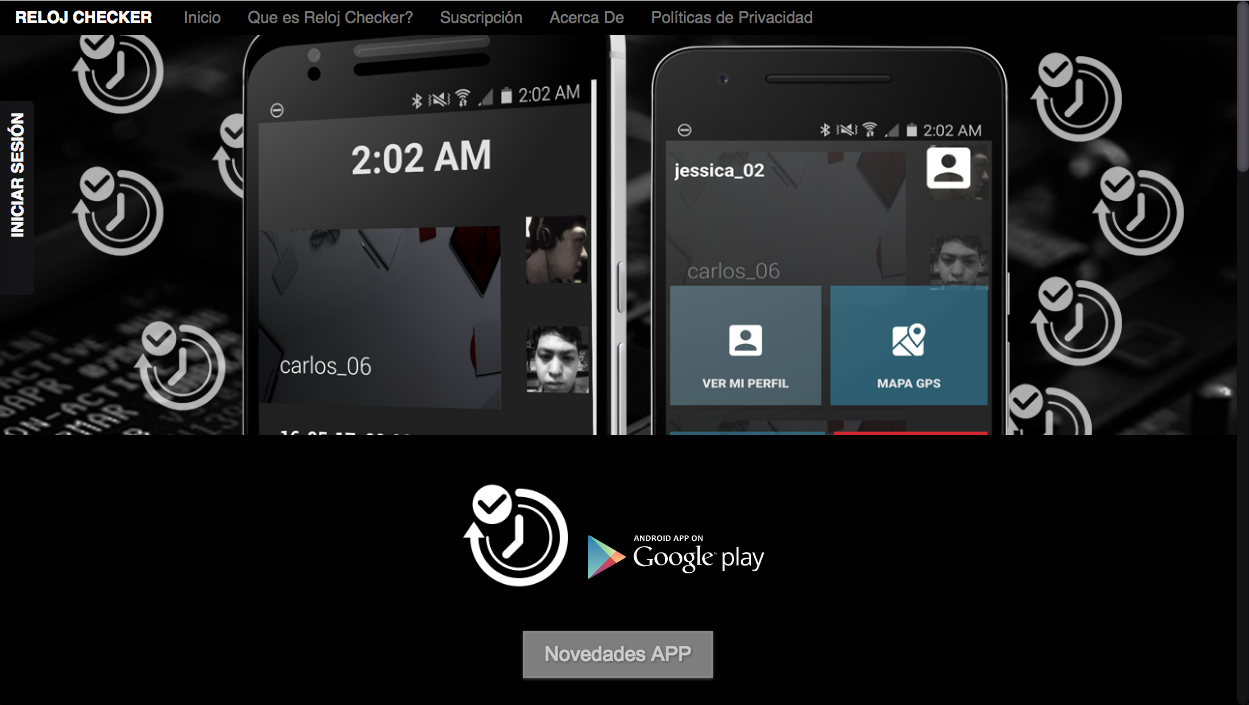 RELOJ CHECKER Inicio Que es Reloj Checker? Suscripción Acerca De Políticas de Privacidad
INICIAR SESIÓN
2:02 AM
2:02 AM
carlos_06
2:02 AM
jessica_02
carlos_06
VER MI PERFIL
MAPA GPS
ANDROID APP ON
Google play
Novedades APP